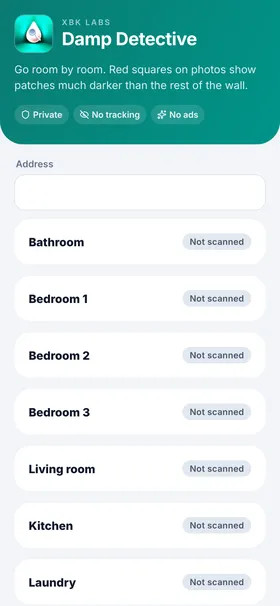 XBK LABS
Damp Detective
Go room by room. Red squares on photos show
patches much darker than the rest of the wall.
Private
No tracking
No ads
Address
Bathroom
Not scanned
Bedroom 1
Not scanned
Bedroom 2
Not scanned
Bedroom 3
Not scanned
Living room
Not scanned
Kitchen
Not scanned
Laundry
Not scanned